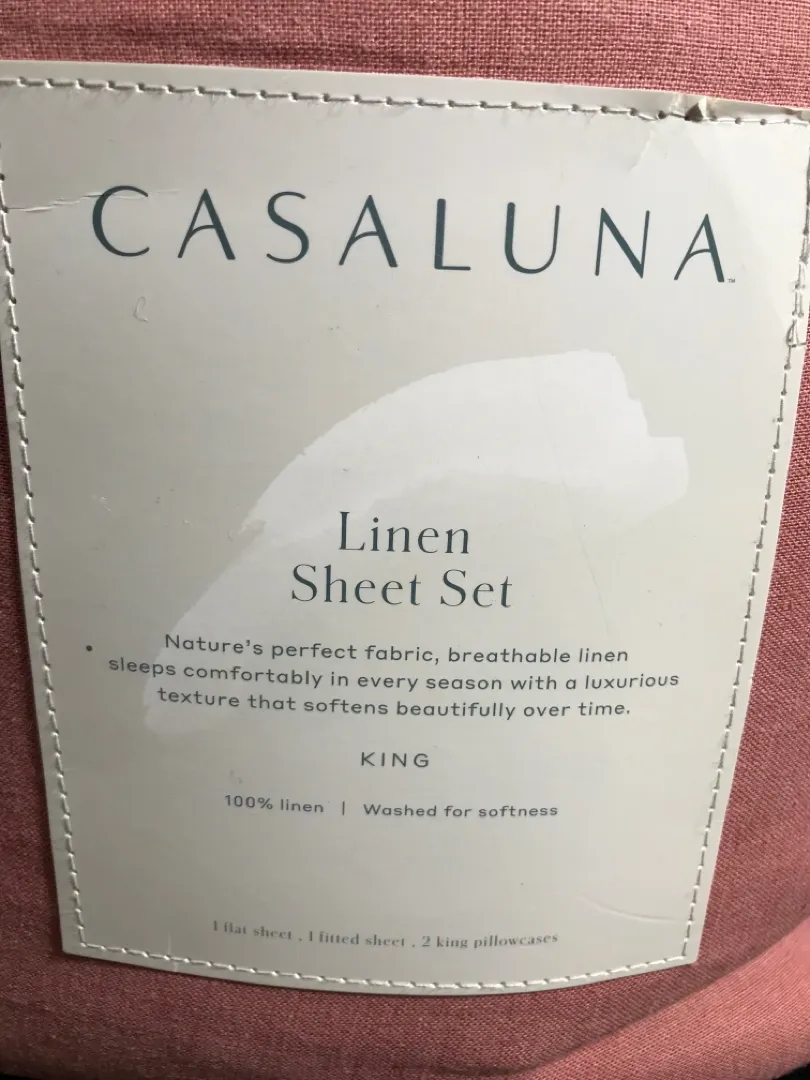 CASALUNA™
Linen
Sheet Set
Nature's perfect fabric, breathable linen
sleeps comfortably in every season with a luxurious
texture that softens beautifully over time.
KING
100% linen | Washed for softness
1 flat sheet . 1 fitted sheet . 2 king pillowcases